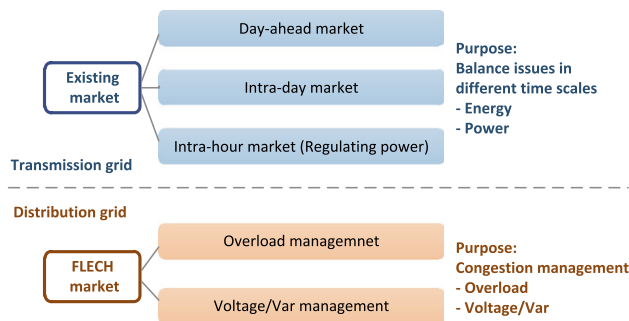 Day-ahead market
Existing
market
Intra-day market
Intra-hour market (Regulating power)
Purpose:
Balance issues in
different time scales
- Energy
- Power
Transmission grid
Distribution grid
FLECH
market
Overload managemnet
Voltage/Var management
Purpose:
Congestion management
- Overload
- Voltage/Var